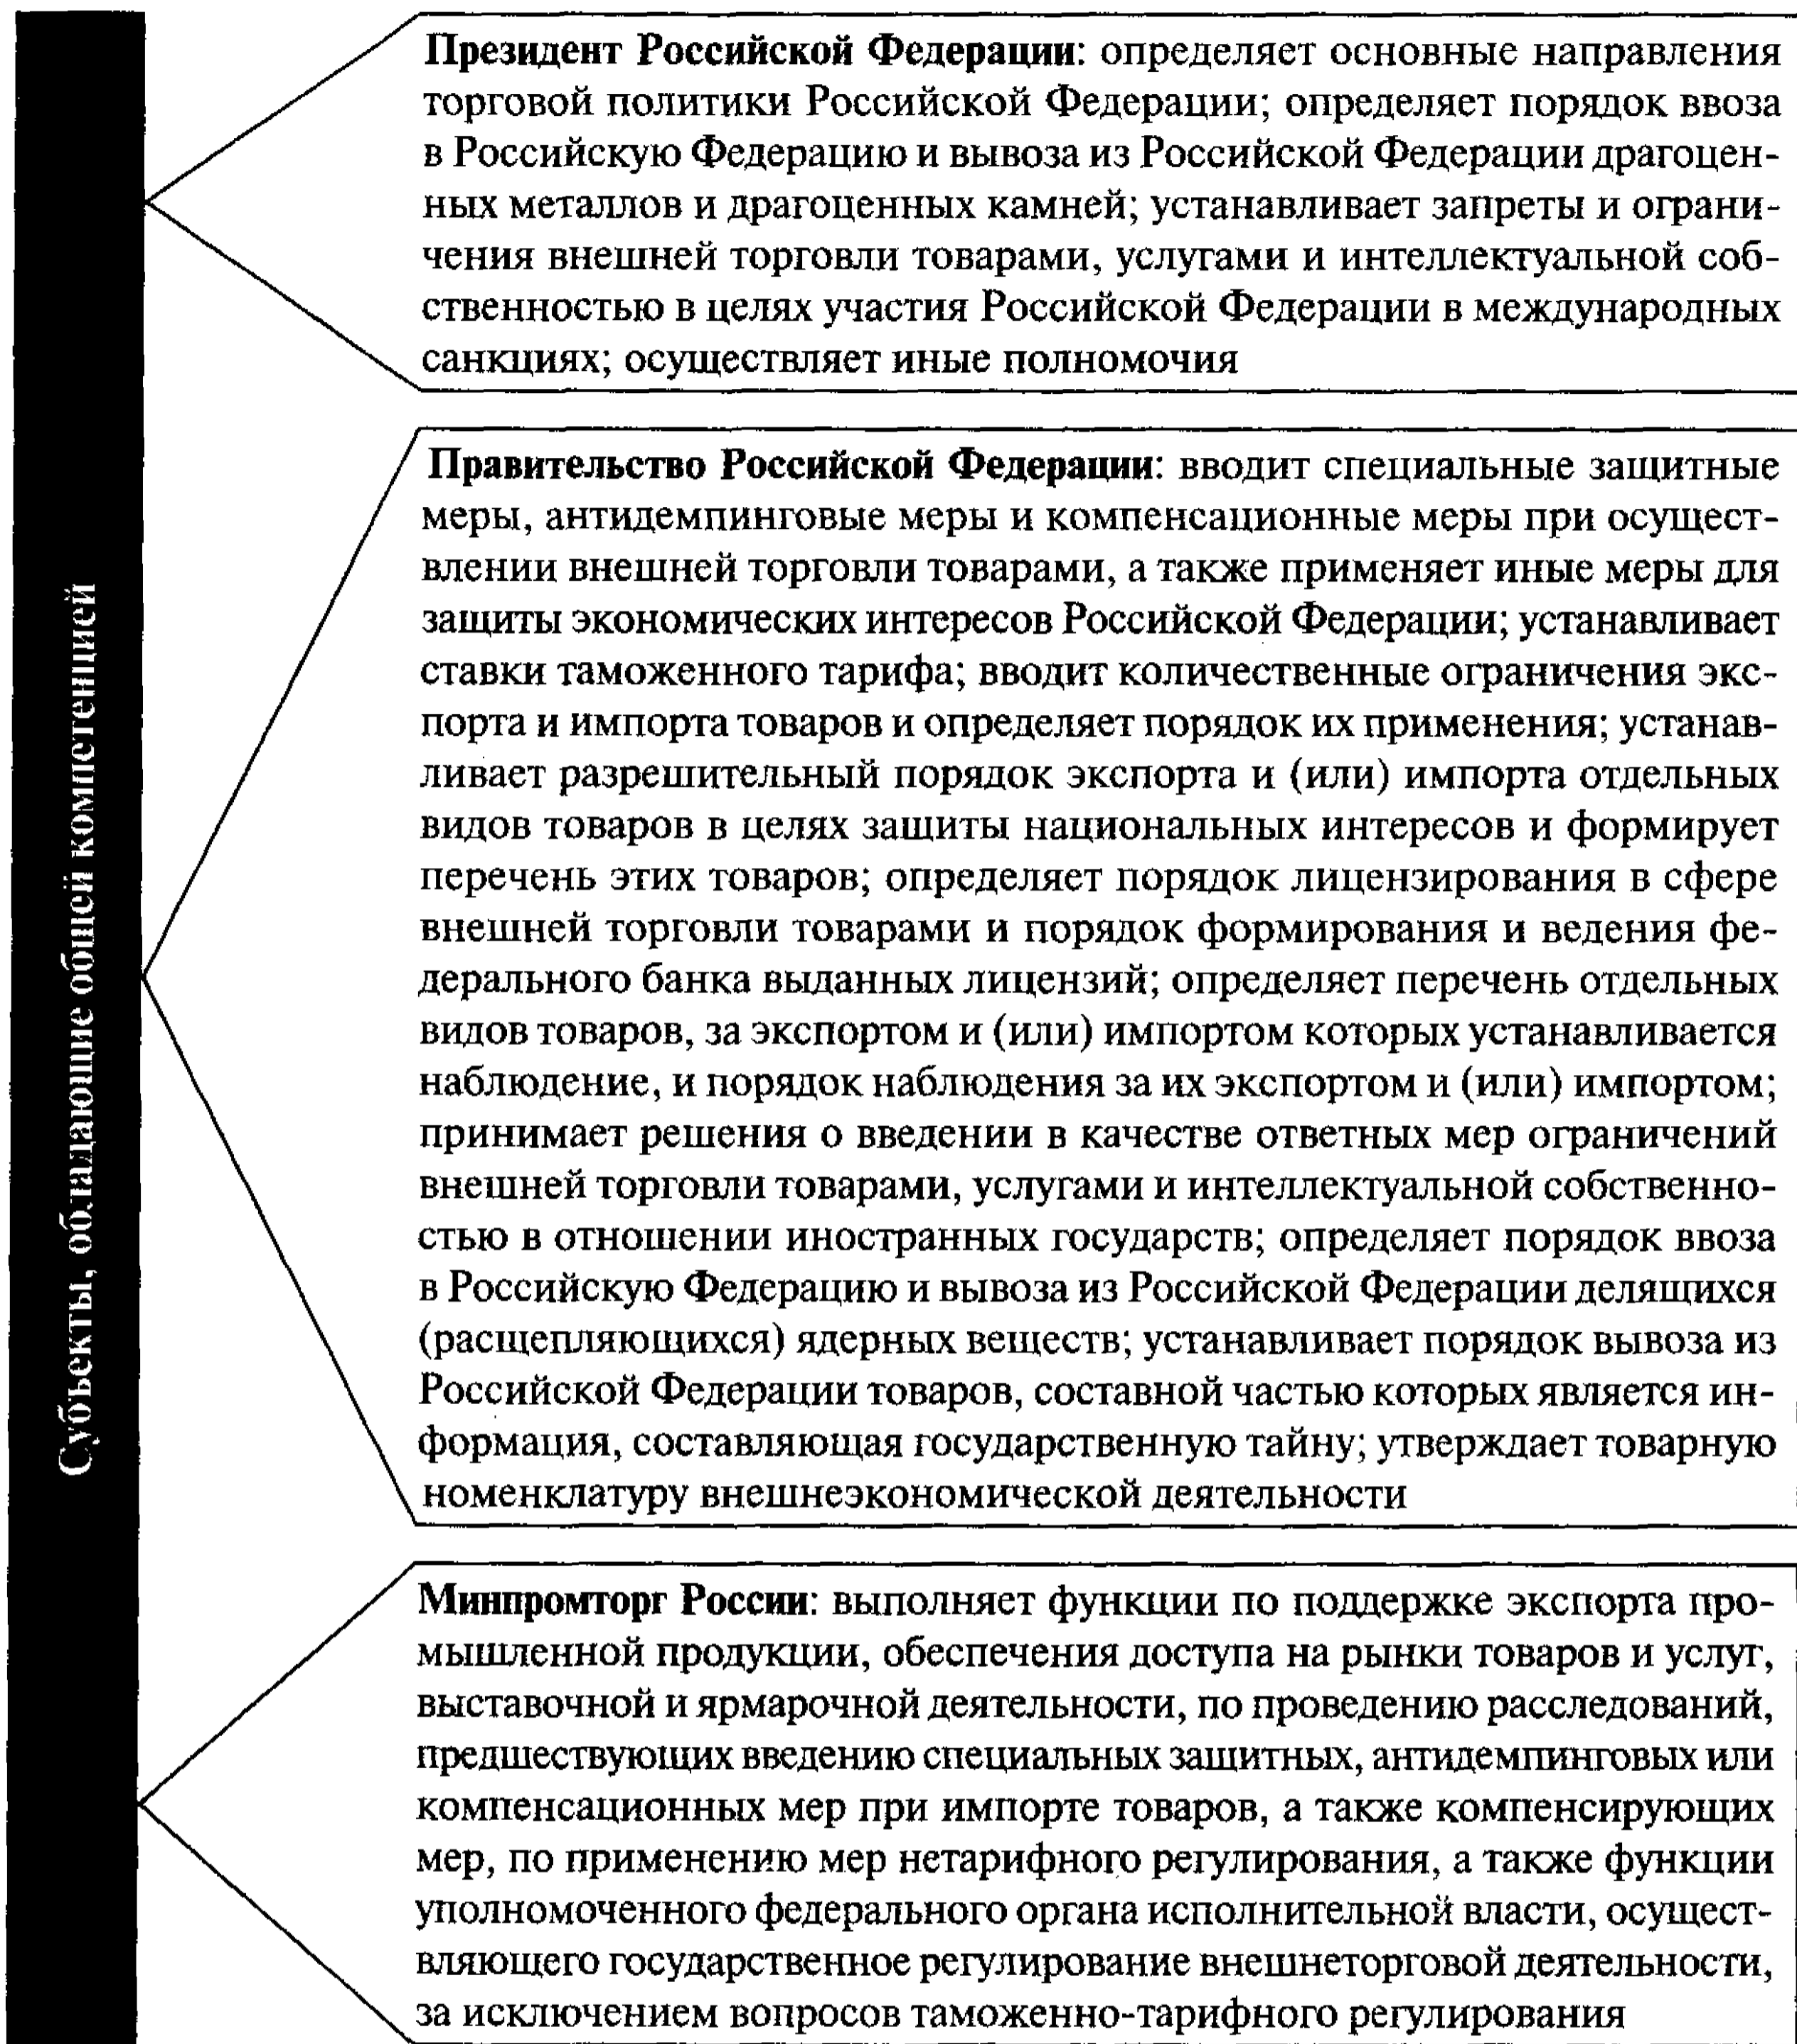 Субъекты, обладающие общей компетенцией
Президент Российской Федерации: определяет основные направления
торговой политики Российской Федерации; определяет порядок ввоза
в Российскую Федерацию и вывоза из Российской Федерации драгоцен-
ных металлов и драгоценных камней; устанавливает запреты и ограни-
чения внешней торговли товарами, услугами и интеллектуальной соб-
ственностью в целях участия Российской Федерации в международных
санкциях; осуществляет иные полномочия
Правительство Российской Федерации: вводит специальные защитные
меры, антидемпинговые меры и компенсационные меры при осущест-
влении внешней торговли товарами, а также применяет иные меры для
защиты экономических интересов Российской Федерации; устанавливает
ставки таможенного тарифа; вводит количественные ограничения экс-
порта и импорта товаров и определяет порядок их применения; устанав-
ливает разрешительный порядок экспорта и (или) импорта отдельных
видов товаров в целях защиты национальных интересов и формирует
перечень этих товаров; определяет порядок лицензирования в сфере
внешней торговли товарами и порядок формирования и ведения фе-
дерального банка выданных лицензий; определяет перечень отдельных
видов товаров, за экспортом и (или) импортом которых устанавливается
наблюдение, и порядок наблюдения за их экспортом и (или) импортом;
принимает решения о введении в качестве ответных мер ограничений
внешней торговли товарами, услугами и интеллектуальной собственно-
стью в отношении иностранных государств; определяет порядок ввоза
в Российскую Федерацию и вывоза из Российской Федерации делящихся
(расщепляющихся) ядерных веществ; устанавливает порядок вывоза из
Российской Федерации товаров, составной частью которых является ин-
формация, составляющая государственную тайну; утверждает товарную
номенклатуру внешнеэкономической деятельности
Минпромторг России: выполняет функции по поддержке экспорта про-
мышленной продукции, обеспечения доступа на рынки товаров и услуг,
выставочной и ярмарочной деятельности, по проведению расследований,
предшествующих введению специальных защитных, антидемпинговых или
компенсационных мер при импорте товаров, а также компенсирующих
мер, по применению мер нетарифного регулирования, а также функции
уполномоченного федерального органа исполнительной власти, осущест-
вляющего государственное регулирование внешнеторговой деятельности,
за исключением вопросов таможенно-тарифного регулирования